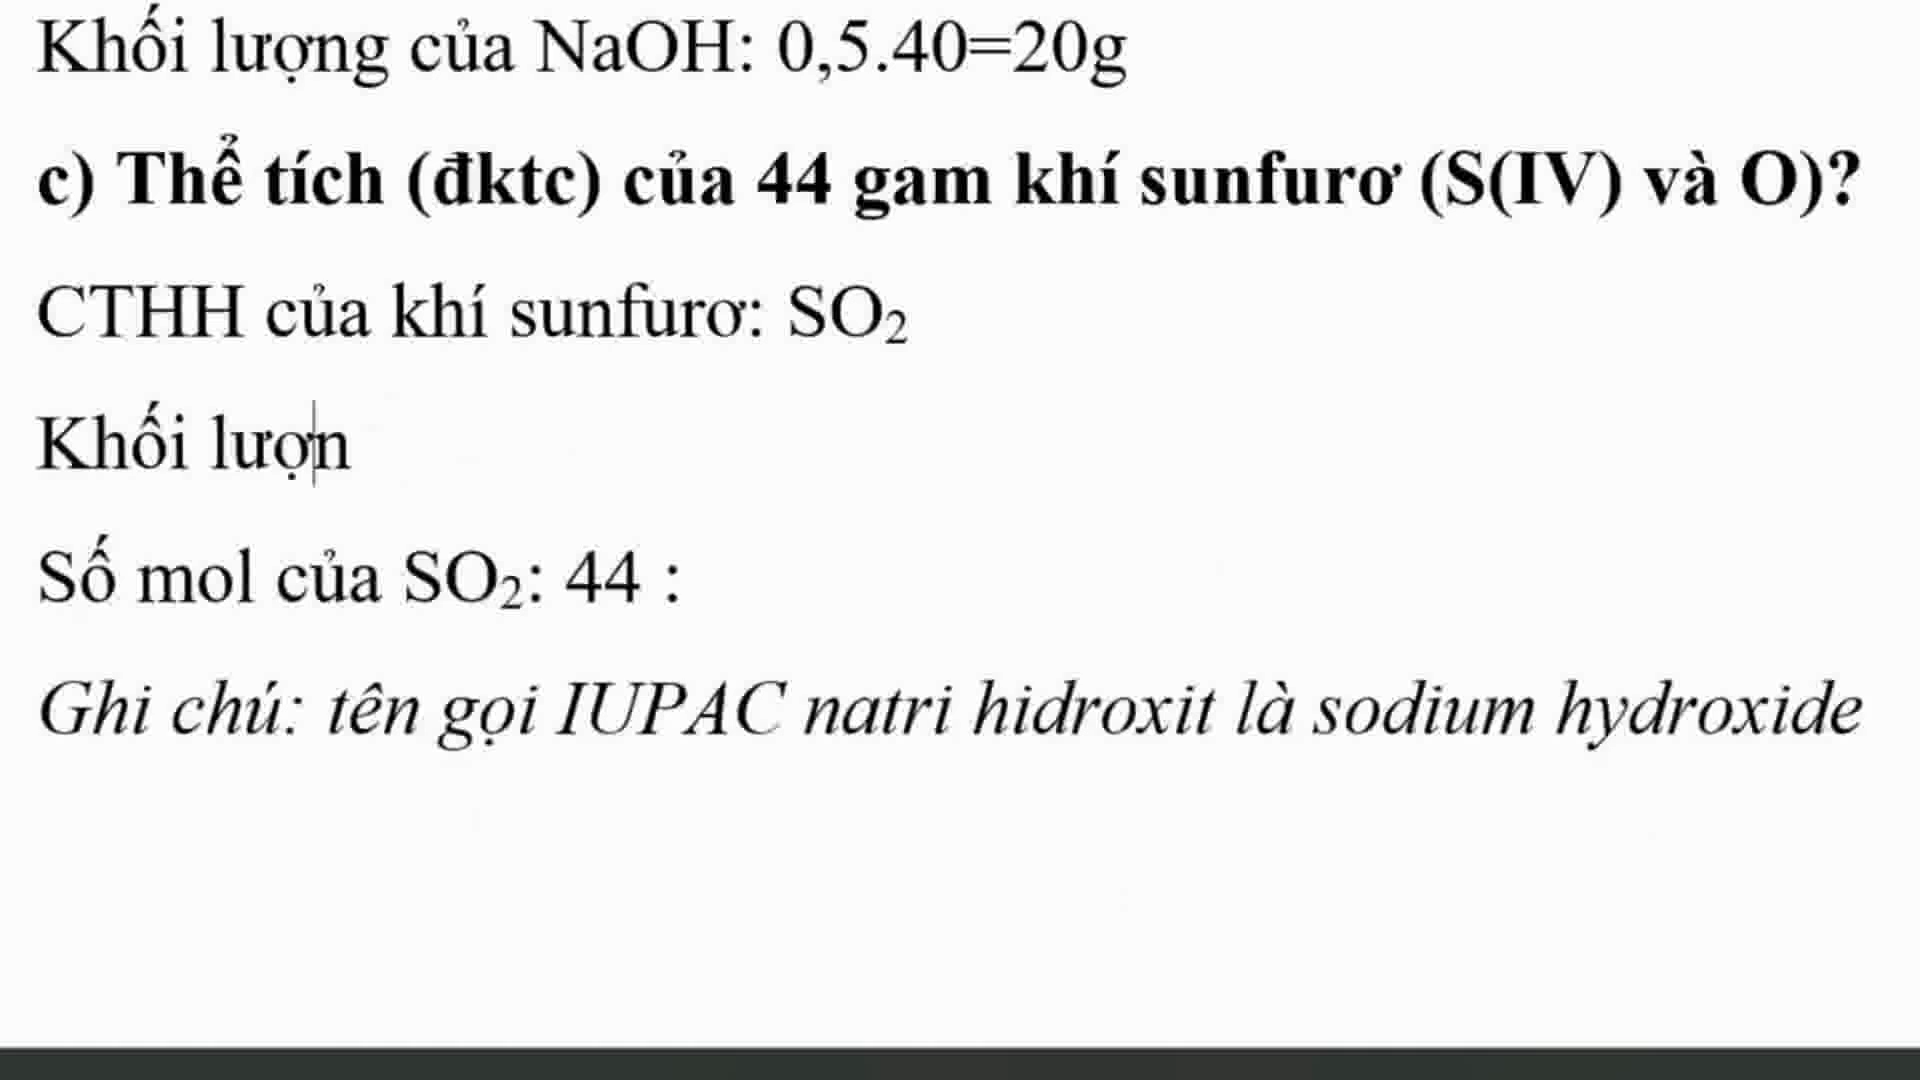 Khối lượng của NaOH: 0,5.40=20g
c) Thể tích (đktc) của 44 gam khí sunfurơ (S(IV) và O)?
CTHH của khí sunfurơ: SO₂
Khối lượn
Số mol của SO₂: 44 :
Ghi chú: tên gọi IUPAC natri hidroxit là sodium hydroxide